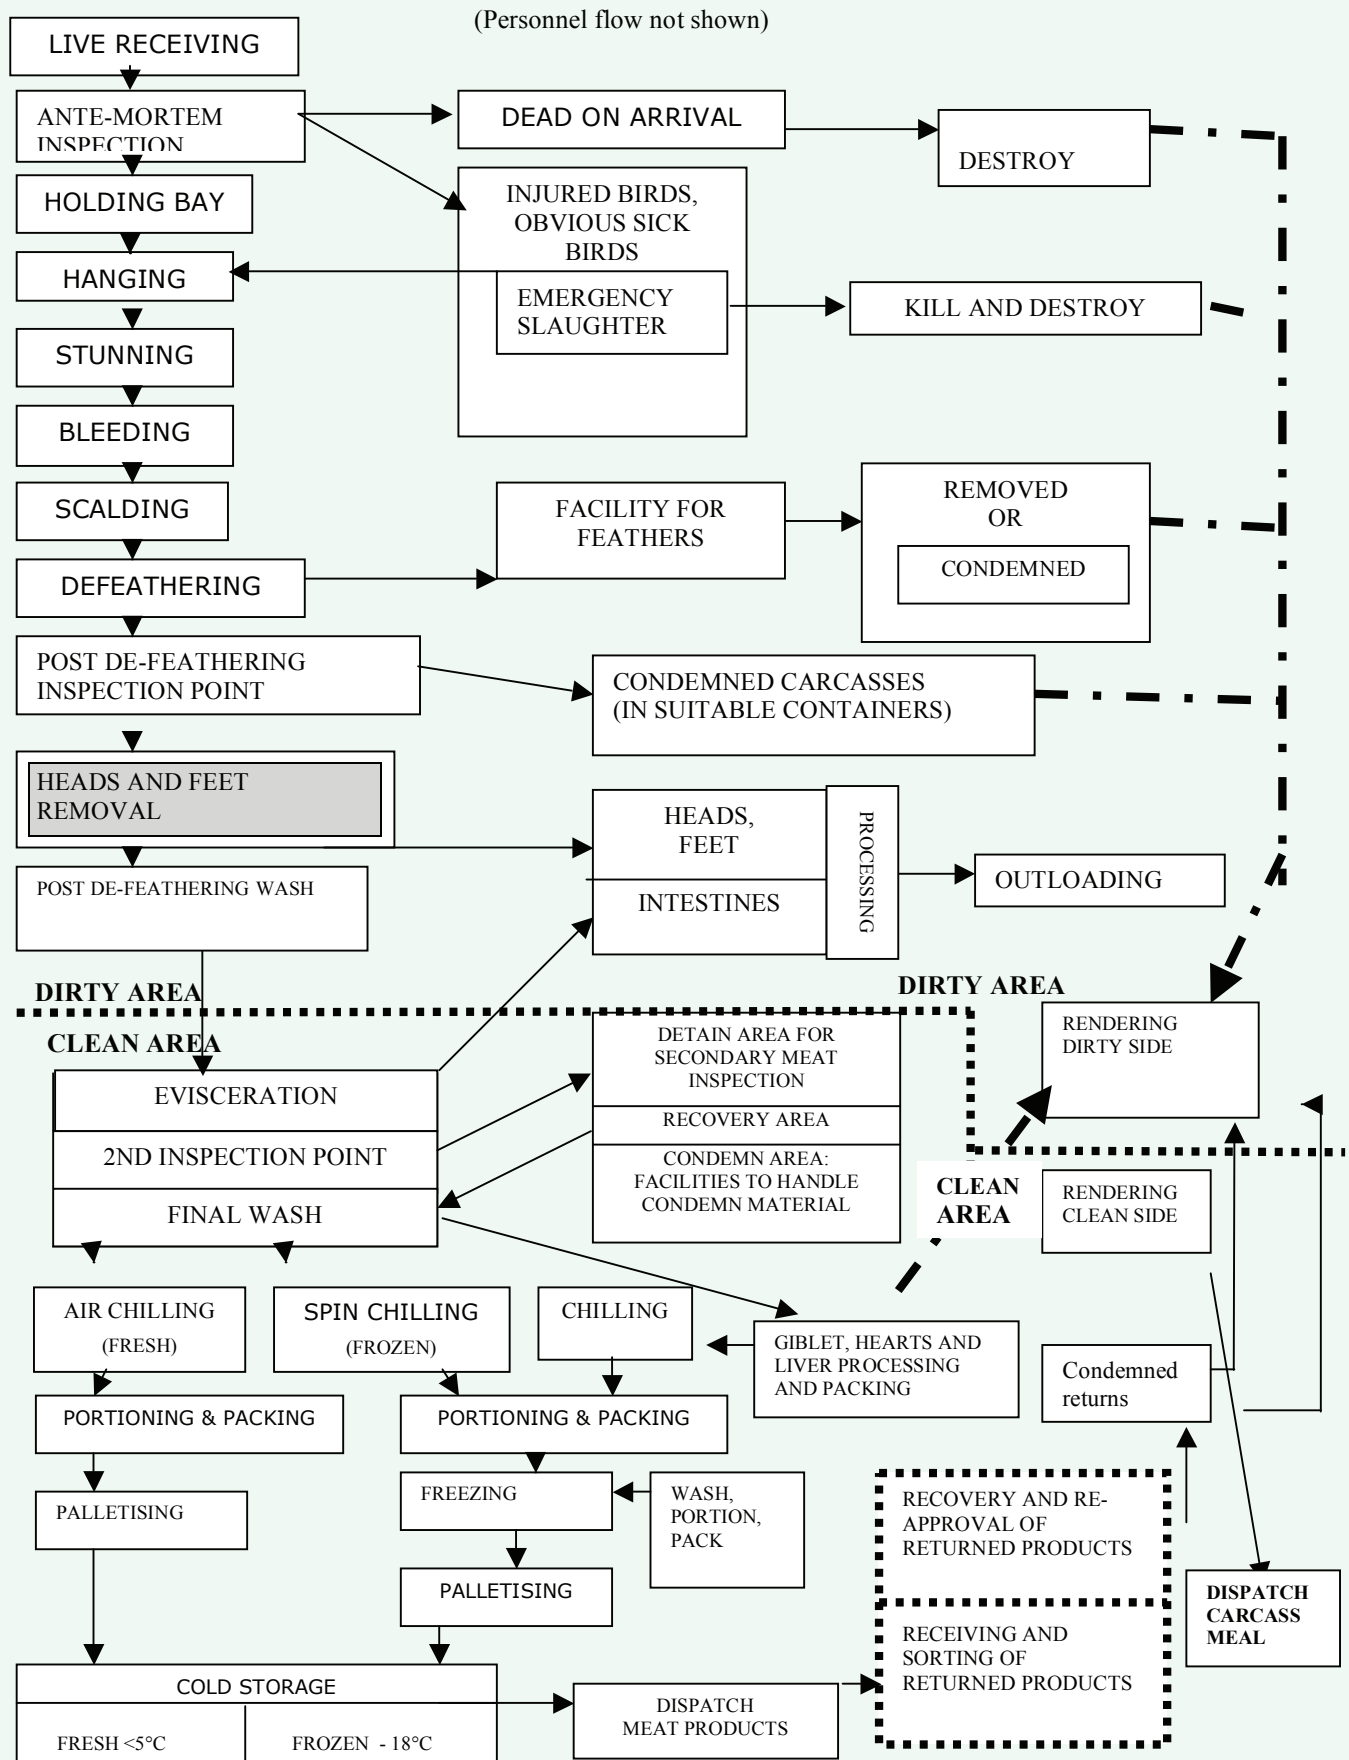 (Personnel flow not shown)
LIVE RECEIVING
ANTE-MORTEM
INSPECTION
DEAD ON ARRIVAL
DESTROY
HOLDING BAY
INJURED BIRDS,
OBVIOUS SICK
BIRDS
HANGING
EMERGENCY
SLAUGHTER
KILL AND DESTROY
STUNNING
BLEEDING
SCALDING
FACILITY FOR
FEATHERS
REMOVED
OR
CONDEMNED
DEFEATHERING
POST DE-FEATHERING
INSPECTION POINT
CONDEMNED CARCASSES
(IN SUITABLE CONTAINERS)
HEADS AND FEET
REMOVAL
HEADS,
FEET
INTESTINES
PROCESSING
OUTLOADING
POST DE-FEATHERING WASH
DIRTY AREA
DIRTY AREA
CLEAN AREA
EVISCERATION
2ND INSPECTION POINT
FINAL WASH
DETAIN AREA FOR
SECONDARY MEAT
INSPECTION
RECOVERY AREA
CONDEMN AREA:
FACILITIES TO HANDLE
CONDEMN MATERIAL
RENDERING
DIRTY SIDE
CLEAN
AREA
RENDERING
CLEAN SIDE
AIR CHILLING
(FRESH)
SPIN CHILLING
(FROZEN)
CHILLING
GIBLET, HEARTS AND
LIVER PROCESSING
AND PACKING
Condemned
returns
PORTIONING & PACKING
PORTIONING & PACKING
PALLETISING
FREEZING
WASH,
PORTION,
PACK
PALLETISING
RECOVERY AND RE-
APPROVAL OF
RETURNED PRODUCTS
RECEIVING AND
SORTING OF
RETURNED PRODUCTS
DISPATCH
CARCASS
MEAL
COLD STORAGE
FRESH <5°C
FROZEN - 18°C
DISPATCH
MEAT PRODUCTS